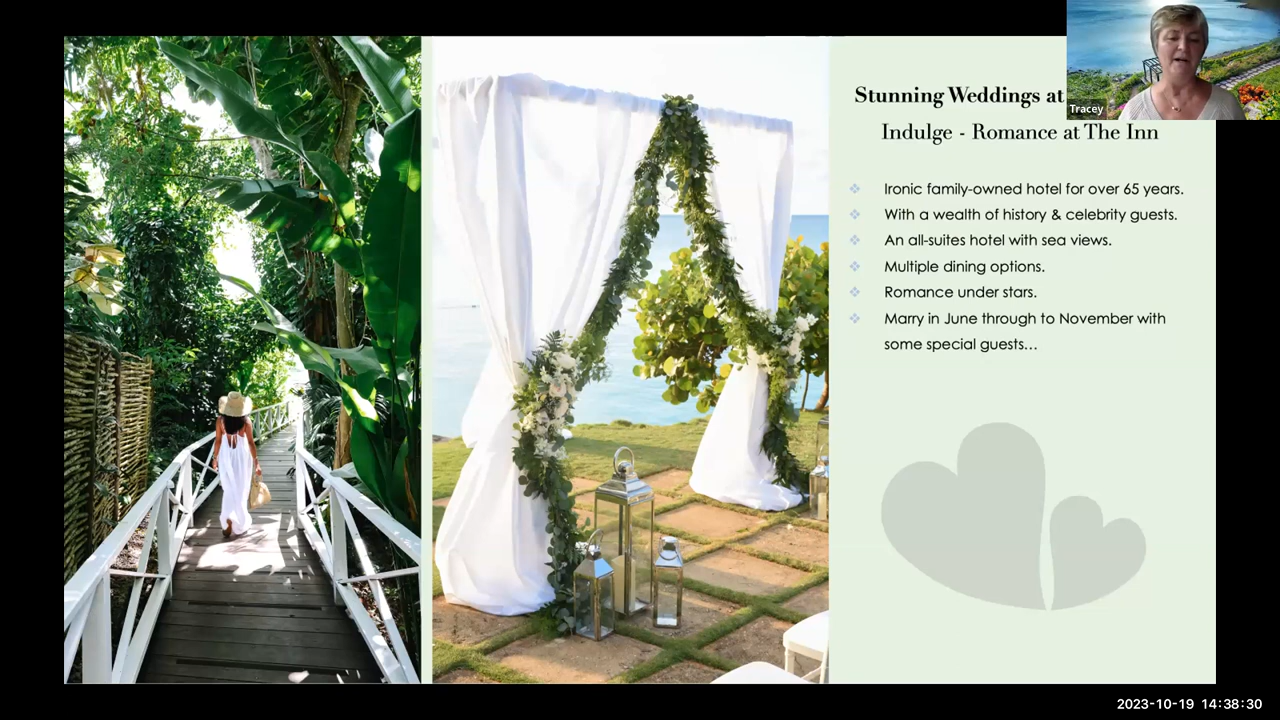 Stunning Weddings at
Indulge - Romance at The Inn
Ironic family-owned hotel for over 65 years.
With a wealth of history & celebrity guests.
An all-suites hotel with sea views.
Multiple dining options.
Romance under stars.
Marry in June through to November with
some special guests...
Tracey
2023-10-19 14:38:30